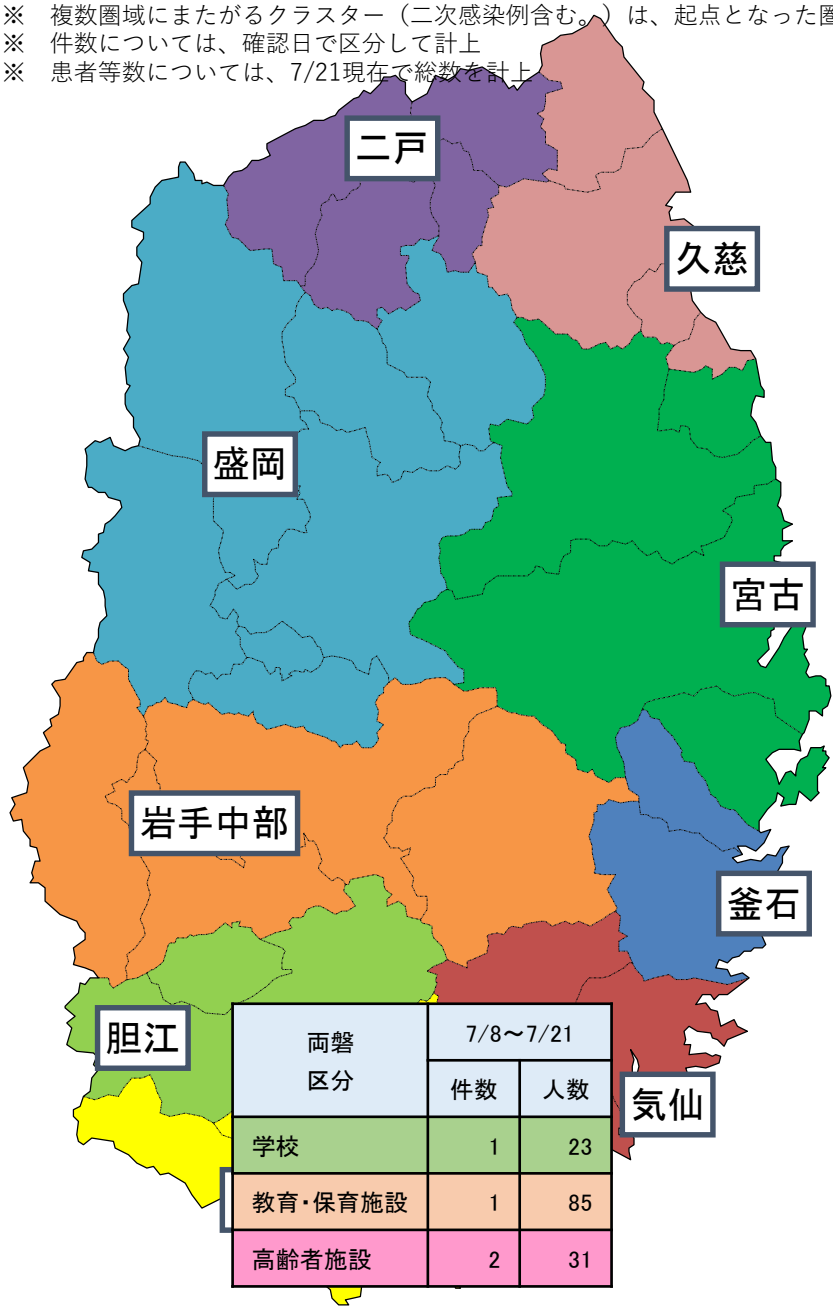 ※ 複数圏域にまたがるクラスター（二次感染例含む。）は、起点となった圏
※ 件数については、確認日で区分して計上
※ 患者等数については、7/21現在で総数を計上
二戸
久慈
盛岡
宮古
岩手中部
釜石
胆江
気仙
両磐
区分
7/8～7/21
件数 人数
学校 1 23
教育・保育施設 1 85
高齢者施設 2 31